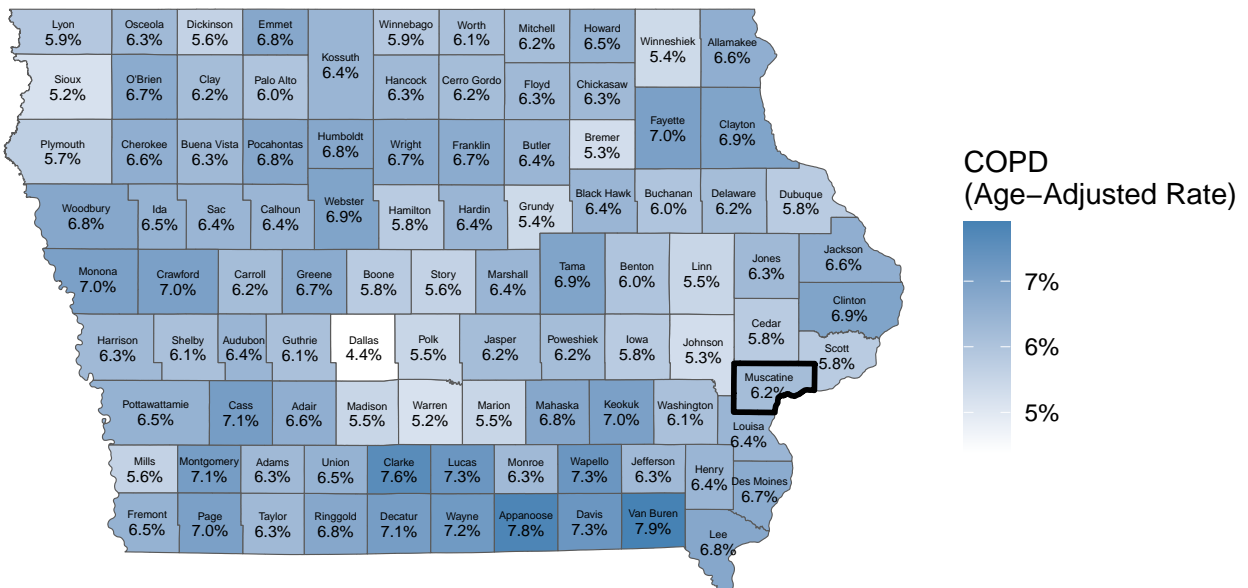 Lyon
5.9%
Osceola
6.3%
Dickinson
5.6%
Emmet
6.8%
Kossuth
6.4%
Winnebago
5.9%
Worth
6.1%
Mitchell
6.2%
Howard
6.5%
Winneshiek
5.4%
Allamakee
6.6%
Sioux
5.2%
O'Brien
6.7%
Clay
6.2%
Palo Alto
6.0%
Hancock
6.3%
Cerro Gordo
6.2%
Floyd
6.3%
Chickasaw
6.3%
Fayette
7.0%
Clayton
6.9%
Plymouth
5.7%
Cherokee
6.6%
Buena Vista
6.3%
Pocahontas
6.8%
Humboldt
6.8%
Wright
6.7%
Franklin
6.7%
Butler
6.4%
Bremer
5.3%
Woodbury
6.8%
Ida
6.5%
Sac
6.4%
Calhoun
6.4%
Webster
6.9%
Hamilton
5.8%
Hardin
6.4%
Grundy
5.4%
Black Hawk
6.4%
Buchanan
6.0%
Delaware
6.2%
Dubuque
5.8%
Monona
7.0%
Crawford
7.0%
Carroll
6.2%
Greene
6.7%
Boone
5.8%
Story
5.6%
Marshall
6.4%
Tama
6.9%
Benton
6.0%
Linn
5.5%
Jones
6.3%
Jackson
6.6%
Clinton
6.9%
Harrison
6.3%
Shelby
6.1%
Audubon
6.4%
Guthrie
6.1%
Dallas
4.4%
Polk
5.5%
Jasper
6.2%
Poweshiek
6.2%
Iowa
5.8%
Johnson
5.3%
Cedar
5.8%
Scott
5.8%
Muscatine
6.2%
Pottawattamie
6.5%
Cass
7.1%
Adair
6.6%
Madison
5.5%
Warren
5.2%
Marion
5.5%
Mahaska
6.8%
Keokuk
7.0%
Washington
6.1%
Louisa
6.4%
Mills
5.6%
Montgomery
7.1%
Adams
6.3%
Union
6.5%
Clarke
7.6%
Lucas
7.3%
Monroe
6.3%
Wapello
7.3%
Jefferson
6.3%
Henry
6.4%
Des Moines
6.7%
Fremont
6.5%
Page
7.0%
Taylor
6.3%
Ringgold
6.8%
Decatur
7.1%
Wayne
7.2%
Appanoose
7.8%
Davis
7.3%
Van Buren
7.9%
Lee
6.8%
COPD
(Age−Adjusted Rate)
7%
6%
5%